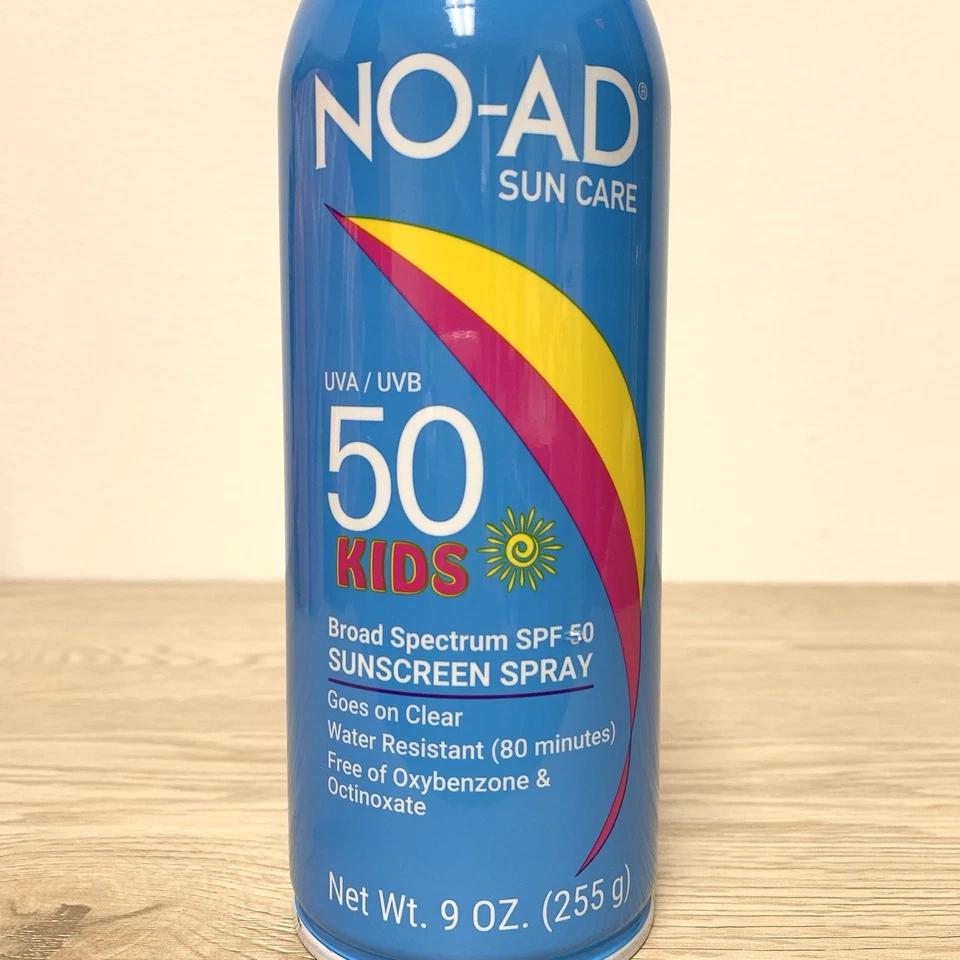 NO-AD®
SUN CARE
UVA / UVB
50
KIDS
Broad Spectrum SPF 50
SUNSCREEN SPRAY
Goes on Clear
Water Resistant (80 minutes)
Free of Oxybenzone &
Octinoxate
Net Wt. 9 OZ. (255 g)